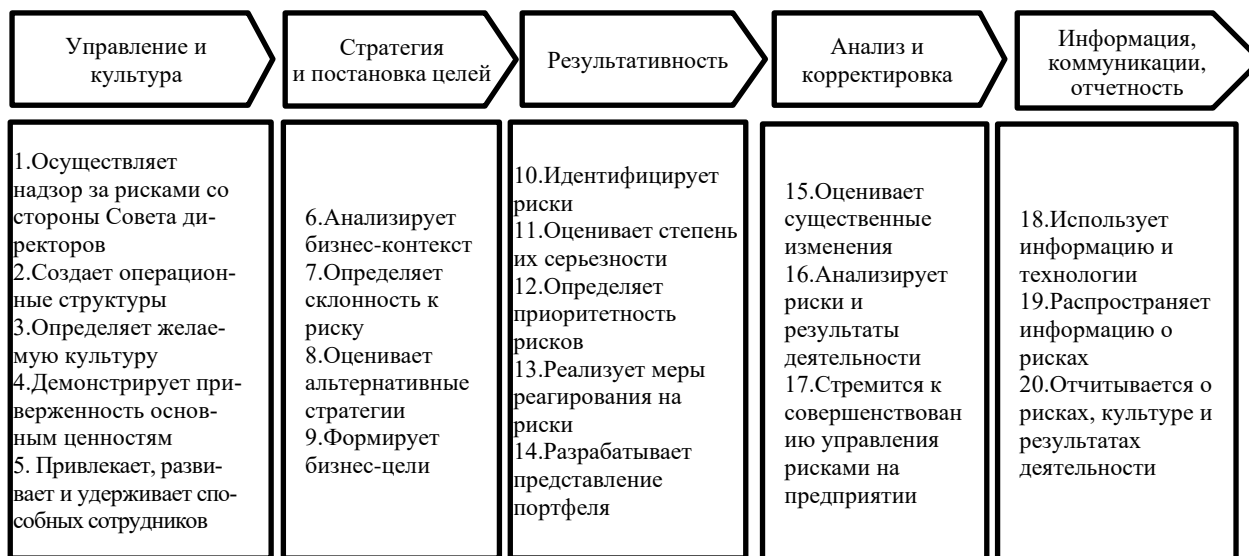 Управление и
культура
Стратегия
и постановка целей
Результативность
Анализ и
корректировка
Информация,
коммуникации,
отчетность
1.Осуществляет
надзор за рисками со
стороны Совета ди-
ректоров
2.Создает операцион-
ные структуры
3.Определяет желае-
мую культуру
4.Демонстрирует при-
верженность основ-
ным ценностям
5. Привлекает, разви-
вает и удерживает спо-
собных сотрудников
6.Анализирует
бизнес-контекст
7.Определяет
склонность к
риску
8.Оценивает
альтернативные
стратегии
9.Формирует
бизнес-цели
10.Идентифицирует
риски
11.Оценивает степень
их серьезности
12.Определяет
приоритетность
рисков
13.Реализует меры
реагирования на
риски
14.Разрабатывает
представление
портфеля
15.Оценивает
существенные
изменения
16.Анализирует
риски и
результаты
деятельности
17.Стремится к
совершенствован
ию управления
рисками на
предприятии
18.Использует
информацию и
технологии
19.Распространяет
информацию о
рисках
20.Отчитывается о
рисках, культуре и
результатах
деятельности